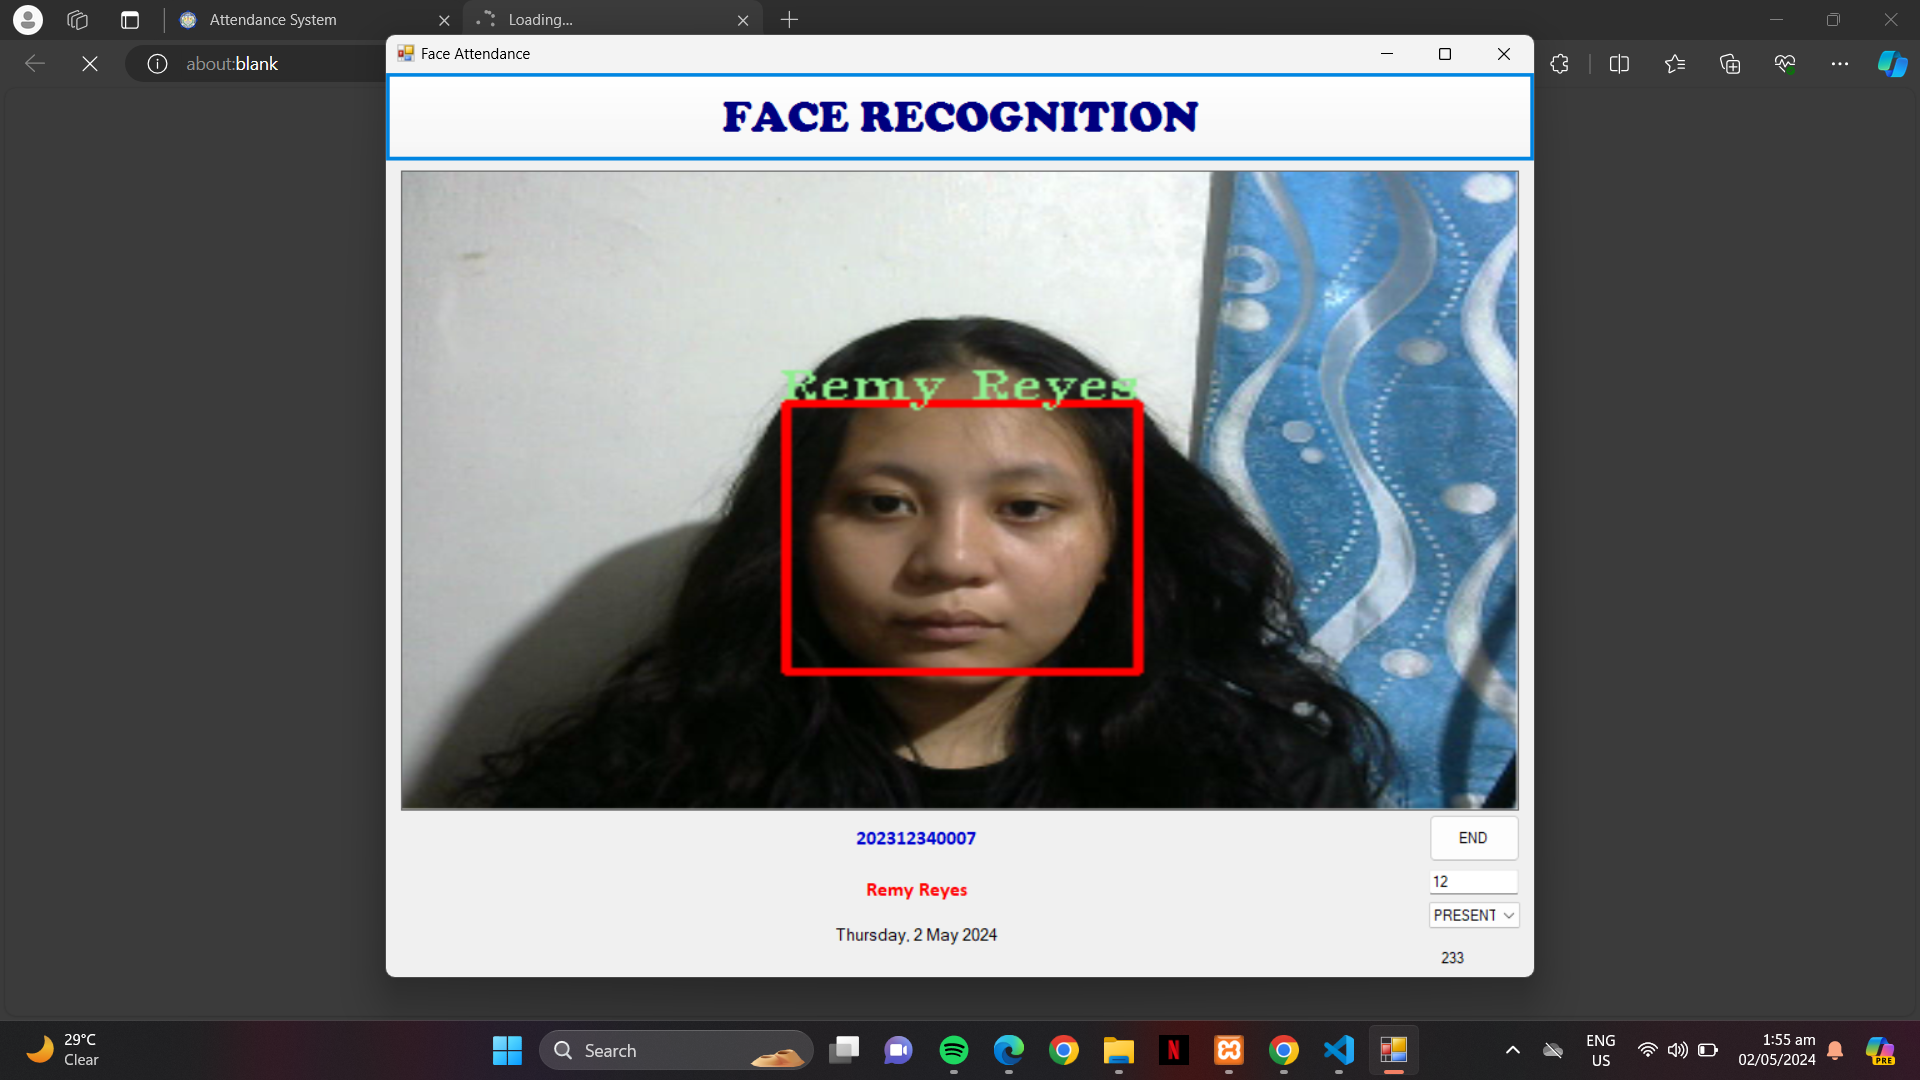 Attendance System
Loading...
about:blank
Face Attendance
FACE RECOGNITION
Remy Reyes
202312340007
END
12
Remy Reyes
PRESENT
Thursday, 2 May 2024
233
29°C
Clear
Search
ENG
US
1:55 am
02/05/2024
PRE